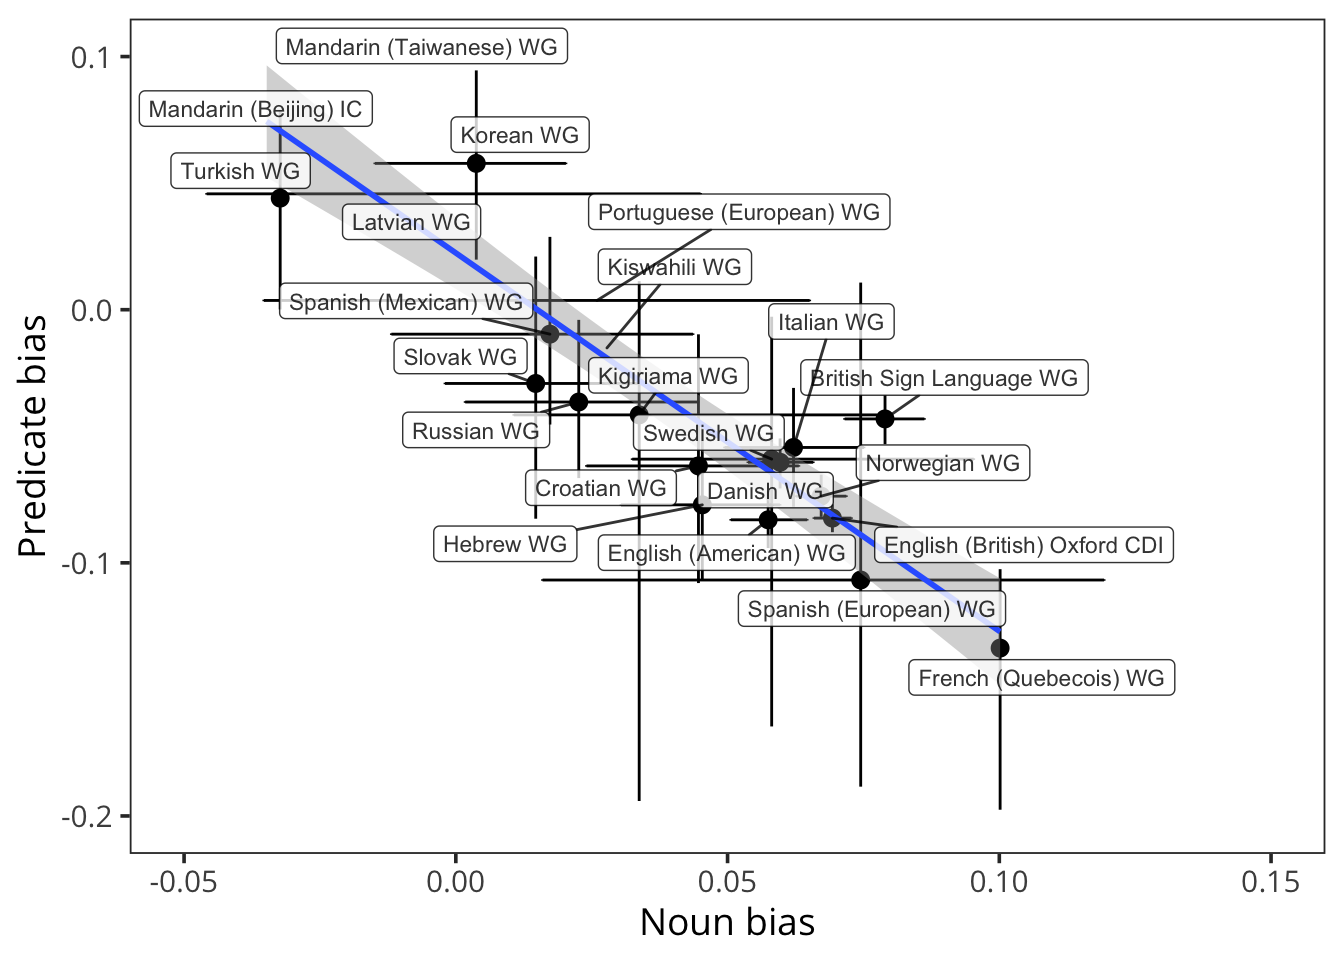 Mandarin (Taiwanese) WG
0.1
Mandarin (Beijing) IC
Korean WG
Turkish WG
Portuguese (European) WG
Latvian WG
Kiswahili WG
Spanish (Mexican) WG
0.0
Italian WG
Slovak WG
Kigiriama WG
British Sign Language WG
Russian WG
Swedish WG
Norwegian WG
Croatian WG
Danish WG
Hebrew WG
English (American) WG
English (British) Oxford CDI
-0.1
Spanish (European) WG
French (Quebecois) WG
-0.2
Predicate bias
-0.05
0.00
0.05
0.10
0.15
Noun bias